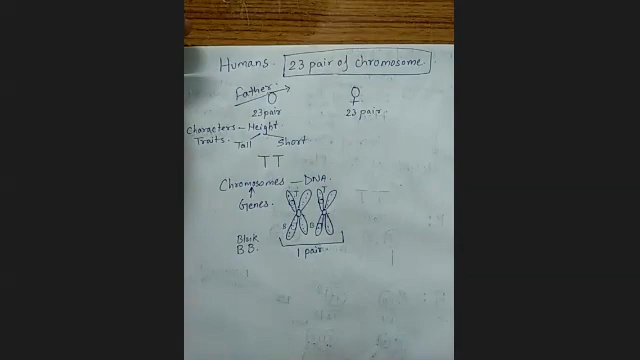 Humans. 23 pair of chromosome.
Father.
23 pair 23 pair.
Characters - Height
Traits. Tall Short
TT
Chromosomes - DNA.
Genes.
T T
B B
Black
BB. 1 pair.